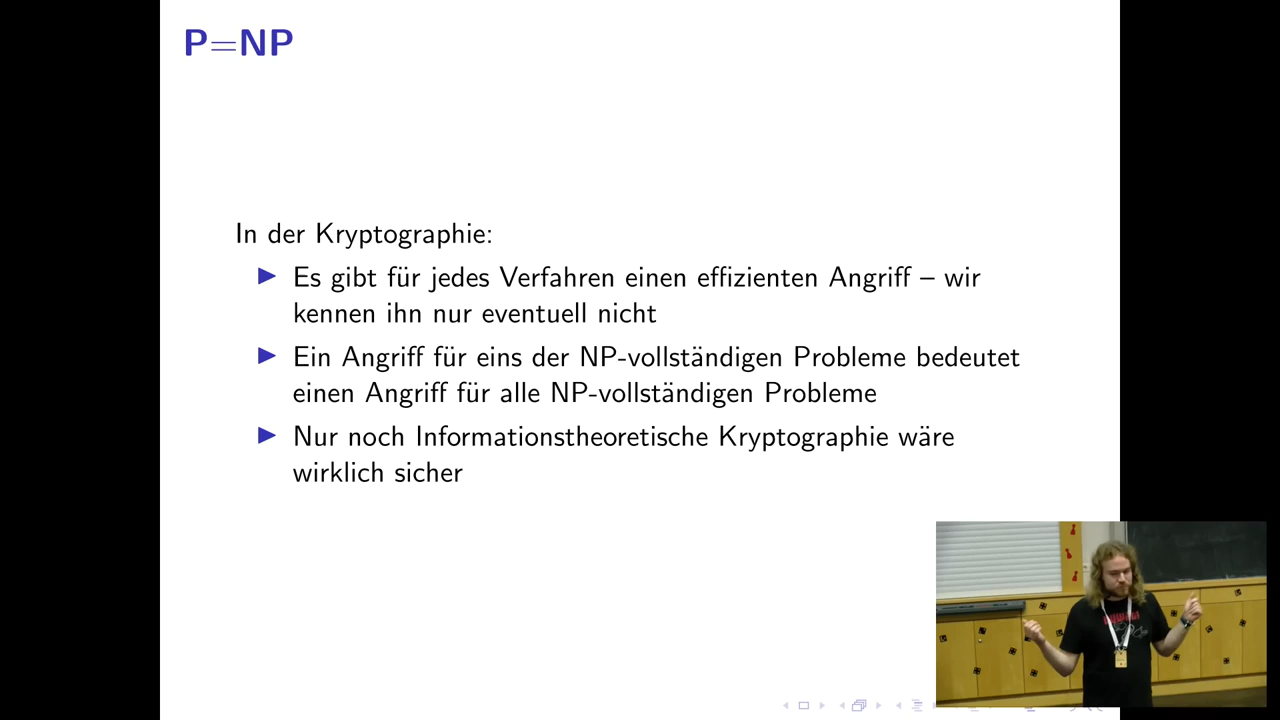 P=NP
In der Kryptographie:
Es gibt für jedes Verfahren einen effizienten Angriff – wir
kennen ihn nur eventuell nicht
Ein Angriff für eins der NP-vollständigen Probleme bedeutet
einen Angriff für alle NP-vollständigen Probleme
Nur noch Informationstheoretische Kryptographie wäre
wirklich sicher